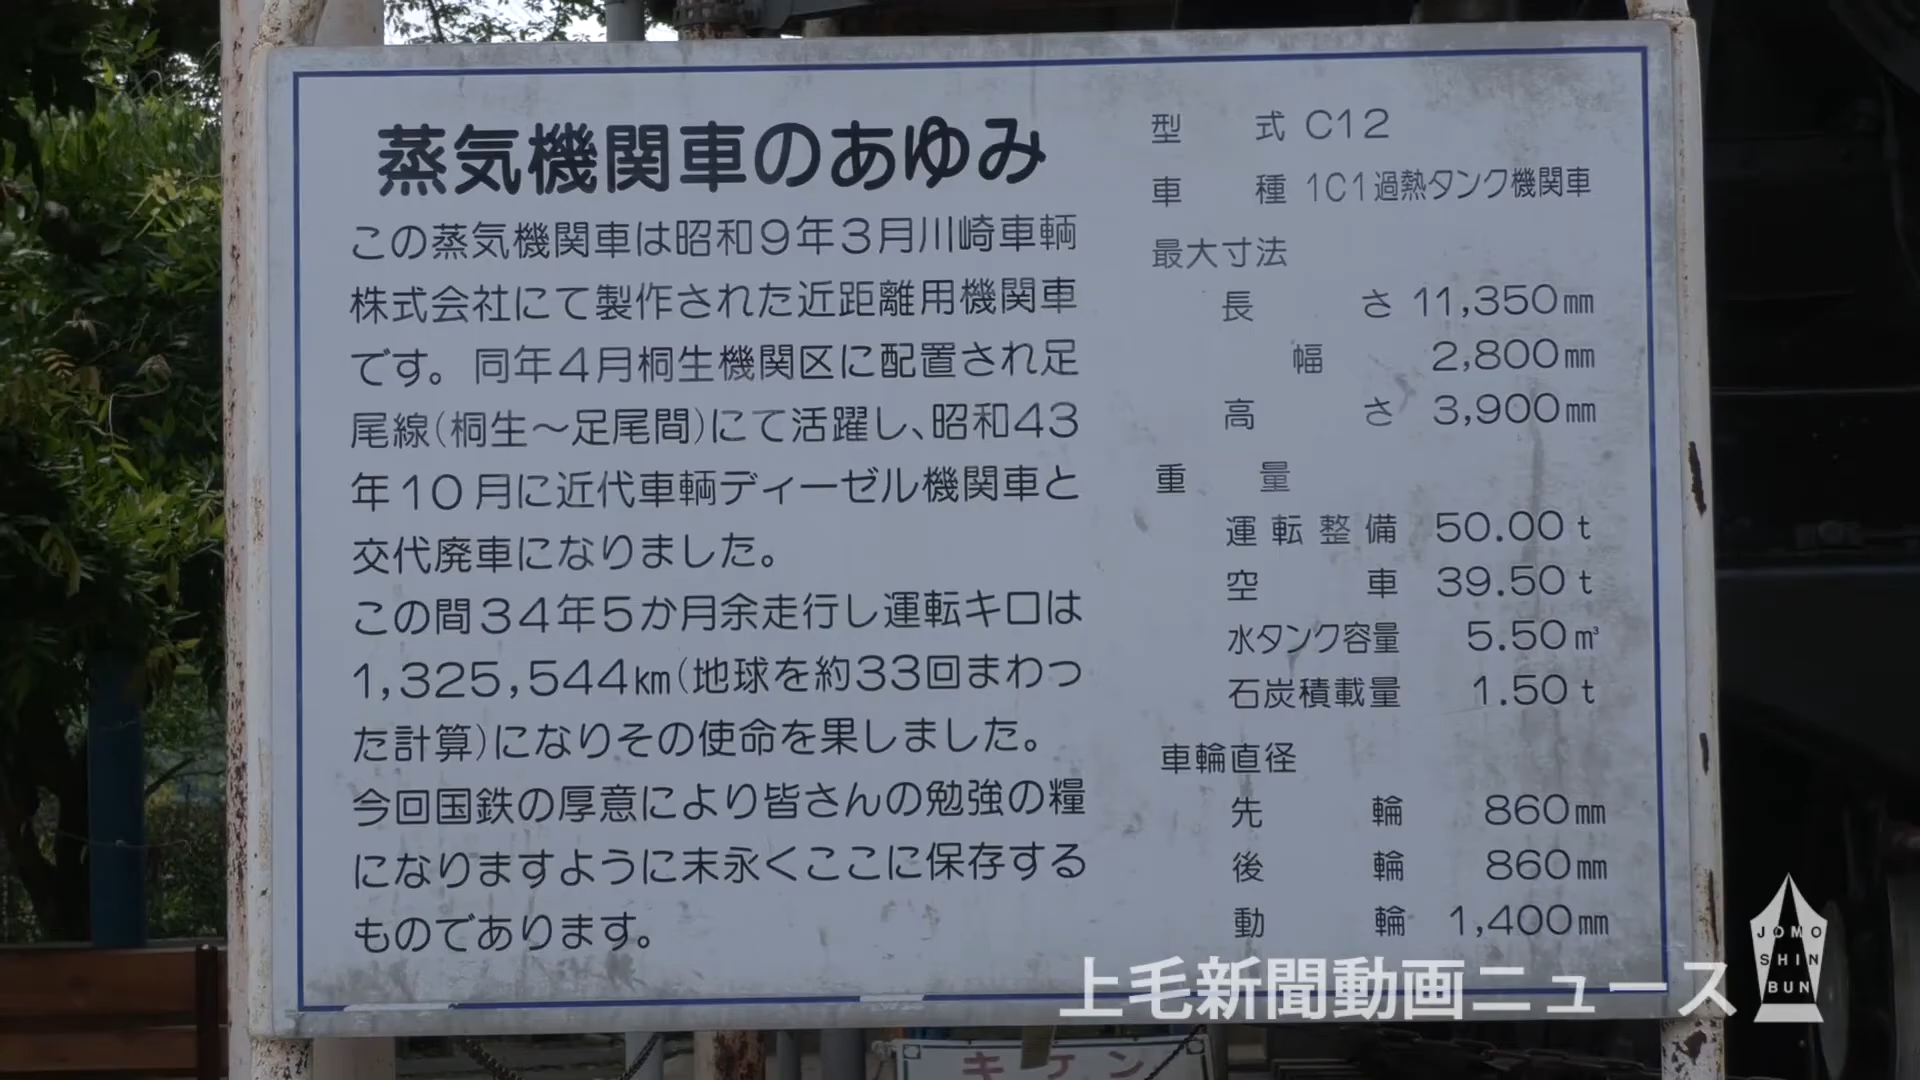 蒸気機関車のあゆみ
この蒸気機関車は昭和9年3月川崎車輌
株式会社にて製作された近距離用機関車
です。同年4月桐生機関区に配置され足
尾線(桐生〜足尾間)にて活躍し、昭和43
年10月に近代車輌ディーゼル機関車と
交代廃車になりました。
この間34年5か月余走行し運転キロは
1,325,544㎞(地球を約33回まわっ
た計算)になりその使命を果しました。
今回国鉄の厚意により皆さんの勉強の糧
になりますように末永くここに保存する
ものであります。
型 式 C12
車 種 1C1過熱タンク機関車
最大寸法
長 さ 11,350㎜
幅 2,800㎜
高 さ 3,900㎜
重 量
運転整備 50.00t
空 車 39.50t
水タンク容量 5.50㎥
石炭積載量 1.50t
車輪直径
先 輪 860㎜
後 輪 860㎜
動 輪 1,400㎜
上毛新聞動画ニュース
JOMO
SHIN
BUN
キケン